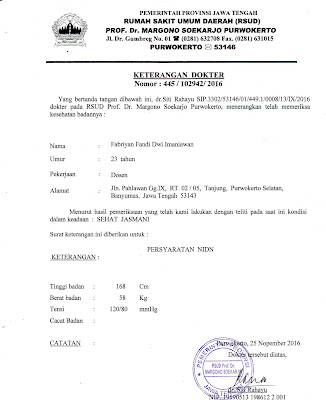 PEMERINTAH PROVINSI JAWA TENGAH
RUMAH SAKIT UMUM DAERAH (RSUD)
PROF. Dr. MARGONO SOEKARJO PURWOKERTO
Jl. Dr. Gumbreg No. 01 ☎ (0281) 632708 Fax. (0281) 631015
PURWOKERTO ✉ 53146
KETERANGAN DOKTER
Nomor : 445 / 102942/ 2016
Yang bertanda tangan dibawah ini, dr.Siti Rahayu SIP.3302/53146/01/449.1/0008/13/IX/2016
dokter pada RSUD Prof. Dr. Margono Soekarjo Purwokerto, menerangkan telah memeriksa
kesehatan badannya :
Nama : Fabriyan Fandi Dwi Imaniawan
Umur : 23 tahun
Pekerjaan : Dosen
Alamat : Jln. Pahlawan Gg.IX, RT. 02 / 05, Tanjung, Purwokerto Selatan,
Banyumas, Jawa Tengah 53143
Menurut hasil pemeriksaan yang telah kami lakukan dengan teliti pada saat ini kondisi
dalam keadaan : SEHAT JASMANI
Surat keterangan ini diberikan untuk :
PERSYARATAN NIDN
KETERANGAN :
Tinggi badan : 168 Cm
Berat badan : 58 Kg
Tensi : 120/80 mmHg
Cacat Badan :
CATATAN :
Purwokerto, 25 Nopember 2016
Dokter tersebut diatas,
RSUD Prof. Dr.
MARGONO SOEKARJO
dr. Siti Rahayu
NIP. 19590513 198612 2 001